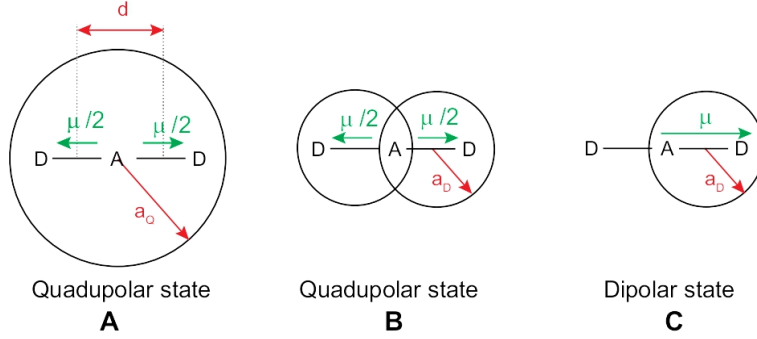 d
μ/2 μ/2
D A D
a_Q
Quadupolar state
A
μ/2 μ/2
D A D
a_D
Quadupolar state
B
μ
D A D
a_D
Dipolar state
C